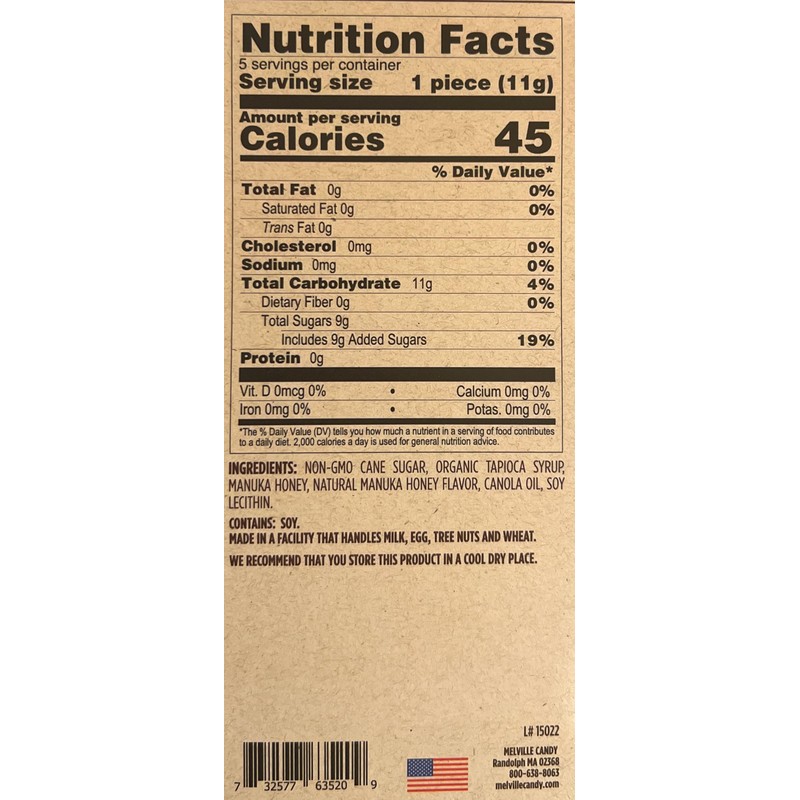 Nutrition Facts
5 servings per container
Serving size 1 piece (11g)
Amount per serving
Calories 45
% Daily Value*
Total Fat 0g 0%
Saturated Fat 0g 0%
Trans Fat 0g
Cholesterol 0mg 0%
Sodium 0mg 0%
Total Carbohydrate 11g 4%
Dietary Fiber 0g 0%
Total Sugars 9g
Includes 9g Added Sugars 19%
Protein 0g
Vit. D 0mcg 0% • Calcium 0mg 0%
Iron 0mg 0% • Potas. 0mg 0%
*The % Daily Value (DV) tells you how much a nutrient in a serving of food contributes
to a daily diet. 2,000 calories a day is used for general nutrition advice.
INGREDIENTS: NON-GMO CANE SUGAR, ORGANIC TAPIOCA SYRUP,
MANUKA HONEY, NATURAL MANUKA HONEY FLAVOR, CANOLA OIL, SOY
LECITHIN.
CONTAINS: SOY.
MADE IN A FACILITY THAT HANDLES MILK, EGG, TREE NUTS AND WHEAT.
WE RECOMMEND THAT YOU STORE THIS PRODUCT IN A COOL DRY PLACE.
L# 15022
MELVILLE CANDY
Randolph MA 02368
800-638-8063
melvillecandy.com
7 32577 63520 9